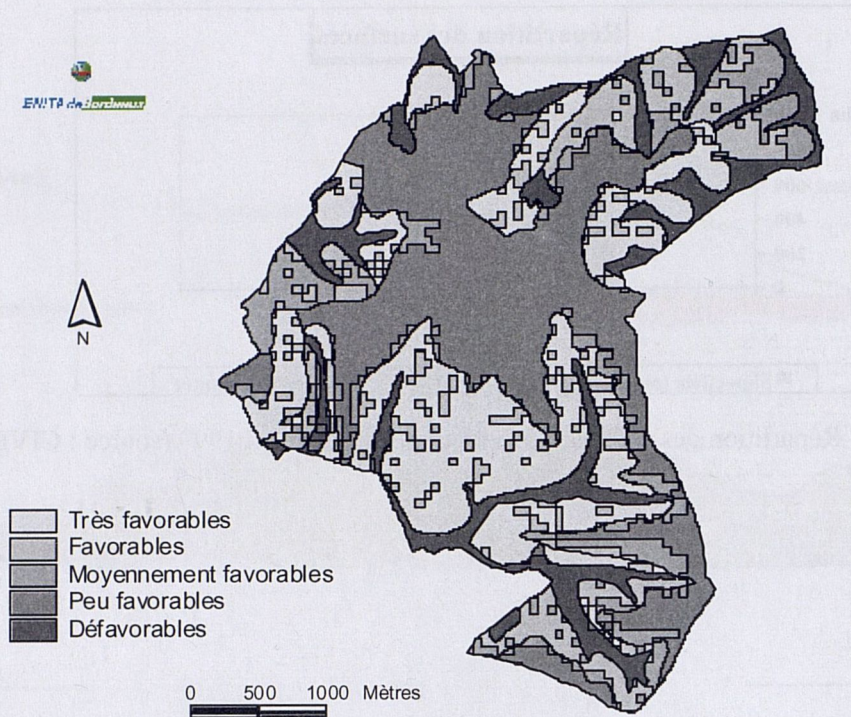 ENITA de Bordeaux
N
Très favorables
Favorables
Moyennement favorables
Peu favorables
Défavorables
0 500 1000 Mètres